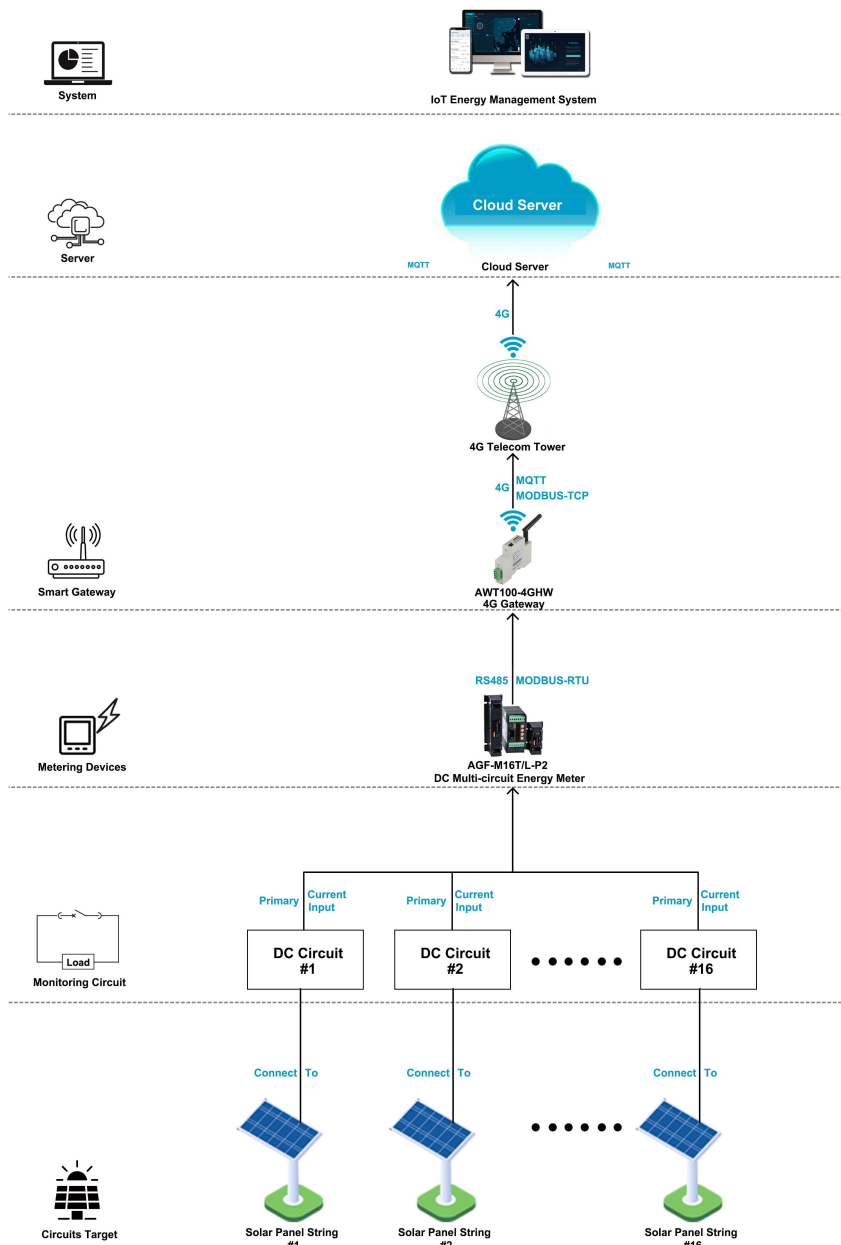 System
IoT Energy Management System
Cloud Server
Server
MQTT
Cloud Server
MQTT
4G
4G Telecom Tower
4G
MQTT
MODBUS-TCP
Smart Gateway
AWT100-4GHW
4G Gateway
RS485
MODBUS-RTU
Metering Devices
AGF-M16T/L-P2
DC Multi-circuit Energy Meter
Primary
Current
Input
Primary
Current
Input
Primary
Current
Input
Load
Monitoring Circuit
DC Circuit
#1
DC Circuit
#2
DC Circuit
#16
Connect To
Connect To
Connect To
Circuits Target
Solar Panel String
#1
Solar Panel String
#2
Solar Panel String
#16